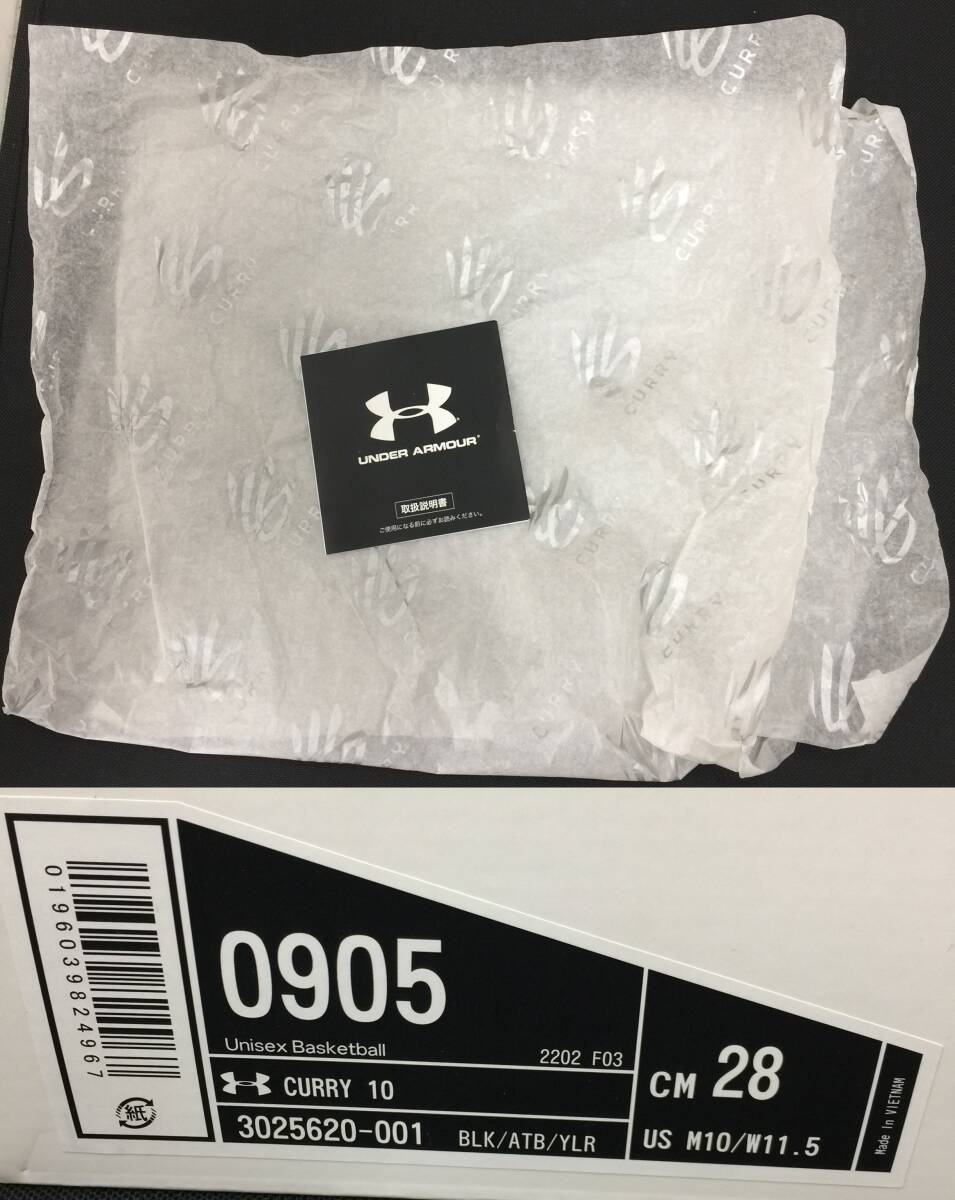 CURRY
CURRY
CURRY
CURRY
CURRY
CURRY
CURRY
CURRY
UNDER ARMOUR
取扱説明書
ご使用になる前に必ずお読みください。
0196039824967
紙
0905
Unisex Basketball
2202 F03
CURRY 10
3025620-001
BLK/ATB/YLR
CM 28
US M10/W11.5
Made In VIETNAM